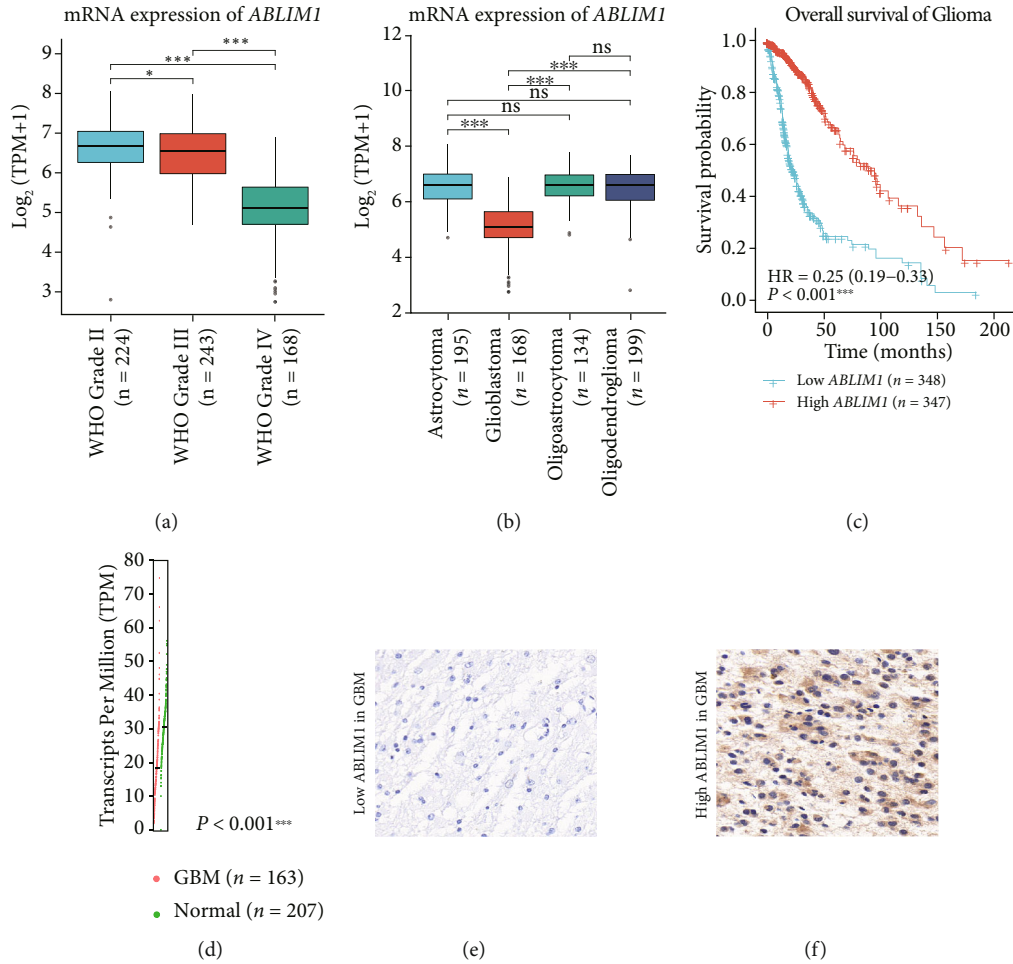 mRNA expression of ABLIM1
Log2 (TPM+1)
9
8
7
6
5
4
3
***
***
*
WHO Grade II
(n = 224)
WHO Grade III
(n = 243)
WHO Grade IV
(n = 168)
(a)
mRNA expression of ABLIM1
Log2 (TPM+1)
12
10
8
6
4
2
ns
***
***
ns
ns
***
Astrocytoma
(n = 195)
Glioblastoma
(n = 168)
Oligoastrocytoma
(n = 134)
Oligodendroglioma
(n = 199)
(b)
Overall survival of Glioma
Survival probability
1.0
0.8
0.6
0.4
0.2
0.0
HR = 0.25 (0.19−0.33)
P < 0.001***
0 50 100 150 200
Time (months)
Low ABLIM1 (n = 348)
High ABLIM1 (n = 347)
(c)
Transcripts Per Million (TPM)
80
70
60
50
40
30
20
10
0
P < 0.001***
GBM (n = 163)
Normal (n = 207)
(d)
Low ABLIM1 in GBM
(e)
High ABLIM1 in GBM
(f)